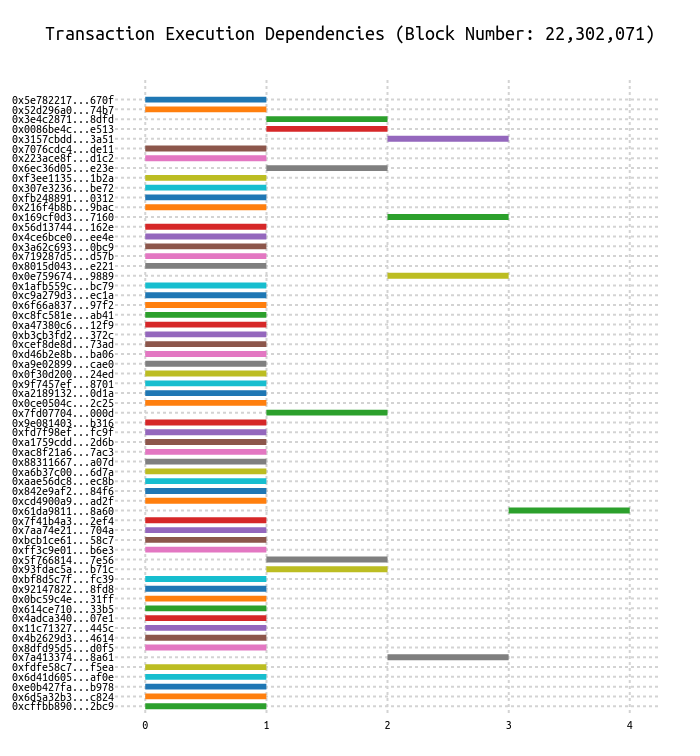 Transaction Execution Dependencies (Block Number: 22,302,071)
0x5e782217...670f
0x52d296a0...74b7
0x3e4c2871...8dfd
0x0086be4c...e513
0x3157cbdd...3a51
0x7076cdc4...de11
0x223ace8f...d1c2
0x6ec36d05...e23e
0xf3ee1135...1b2a
0x307e3236...be72
0xfb248891...0312
0x216f4b8b...9bac
0x169cf0d3...7160
0x56d13744...162e
0x4ce6bce0...ee4e
0x3a62c693...0bc9
0x719287d5...d57b
0x8015d043...e221
0x0e759674...9889
0x1afb559c...bc79
0xc9a279d3...ec1a
0x6f66a837...97f2
0xc8fc581e...ab41
0xa47380c6...12f9
0xb3cb3fd2...372c
0xcef8de8d...73ad
0xd46b2e8b...ba06
0xa9e02899...cae0
0x0f30d200...24ed
0x9f7457ef...8701
0xa2189132...0d1a
0x0ce0504c...2c25
0x7fd07704...000d
0x9e081403...b316
0xfd7f98ef...fc9f
0xa1759cdd...2d6b
0xac8f21a6...7ac3
0x88311667...a07d
0xa6b37c00...6d7a
0xaae56dc8...ec8b
0x842e9af2...84f6
0xcd4900a9...ad2f
0x61da9811...8a60
0x7f41b4a3...2ef4
0x7aa74e21...704a
0xbcb1ce61...58c7
0xff3c9e01...b6e3
0x5f766814...7e56
0x93fdac5a...b71c
0xbf8d5c7f...fc39
0x92147822...8fd8
0x0bc59c4e...31ff
0x614ce710...33b5
0x4adca340...07e1
0x11c71327...445c
0x4b2629d3...4614
0x8dfd95d5...d0f5
0x7a413374...8a61
0xfdfe58c7...f5ea
0x6d41d605...af0e
0xe0b427fa...b978
0x6d5a32b3...c824
0xcffbb890...2bc9
0 1 2 3 4